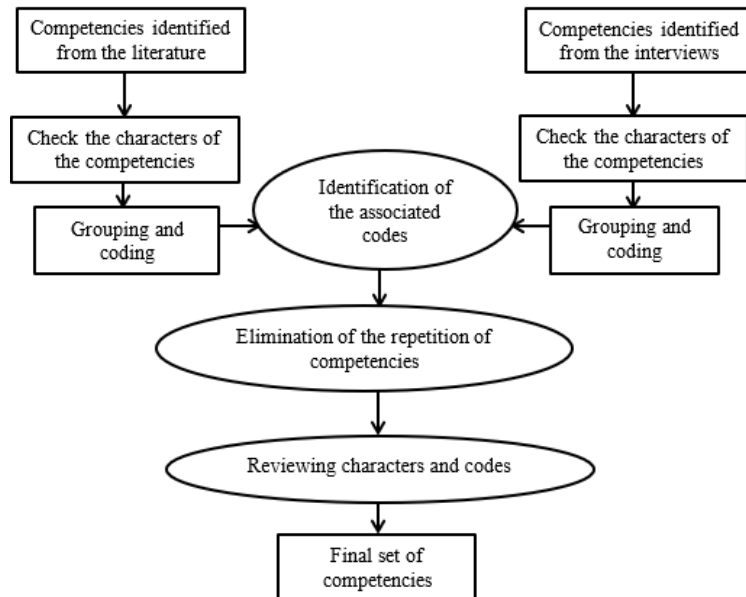 Competencies identified
from the literature
Competencies identified
from the interviews
Check the characters of
the competencies
Check the characters of
the competencies
Identification of
the associated
codes
Grouping and
coding
Grouping and
coding
Elimination of the repetition of
competencies
Reviewing characters and codes
Final set of
competencies